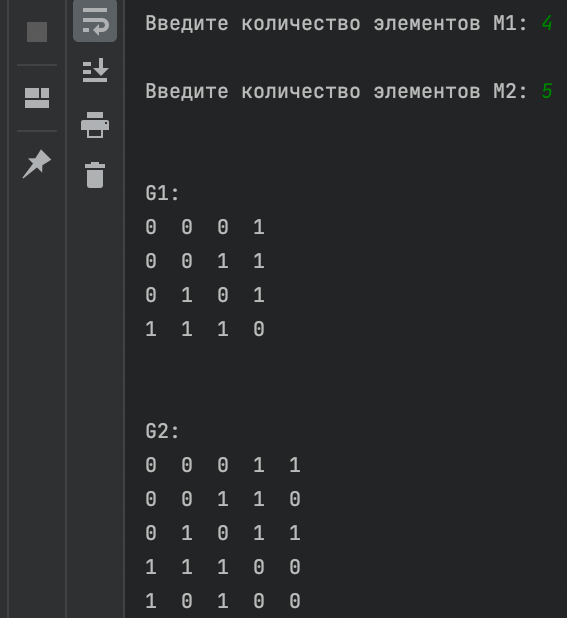 Введите количество элементов M1: 4
Введите количество элементов M2: 5
G1:
0 0 0 1
0 0 1 1
0 1 0 1
1 1 1 0
G2:
0 0 0 1 1
0 0 1 1 0
0 1 0 1 1
1 1 1 0 0
1 0 1 0 0